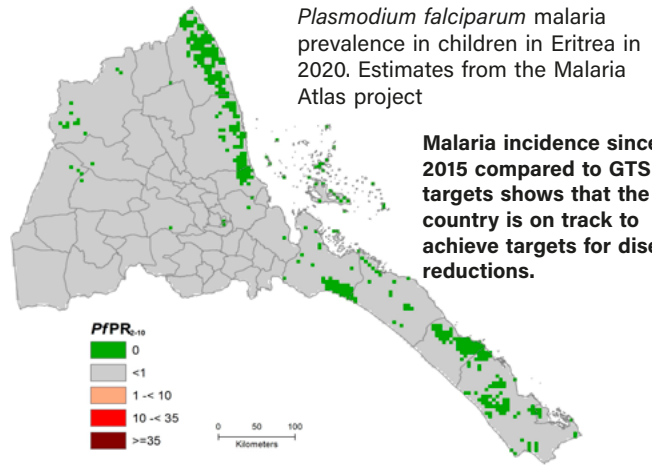 Plasmodium falciparum malaria
prevalence in children in Eritrea in
2020. Estimates from the Malaria
Atlas project
Malaria incidence since
2015 compared to GTS
targets shows that the
country is on track to
achieve targets for dise
reductions.
PfPR2-10
0
<1
1 -< 10
10 -< 35
>=35
0 50 100
Kilometers